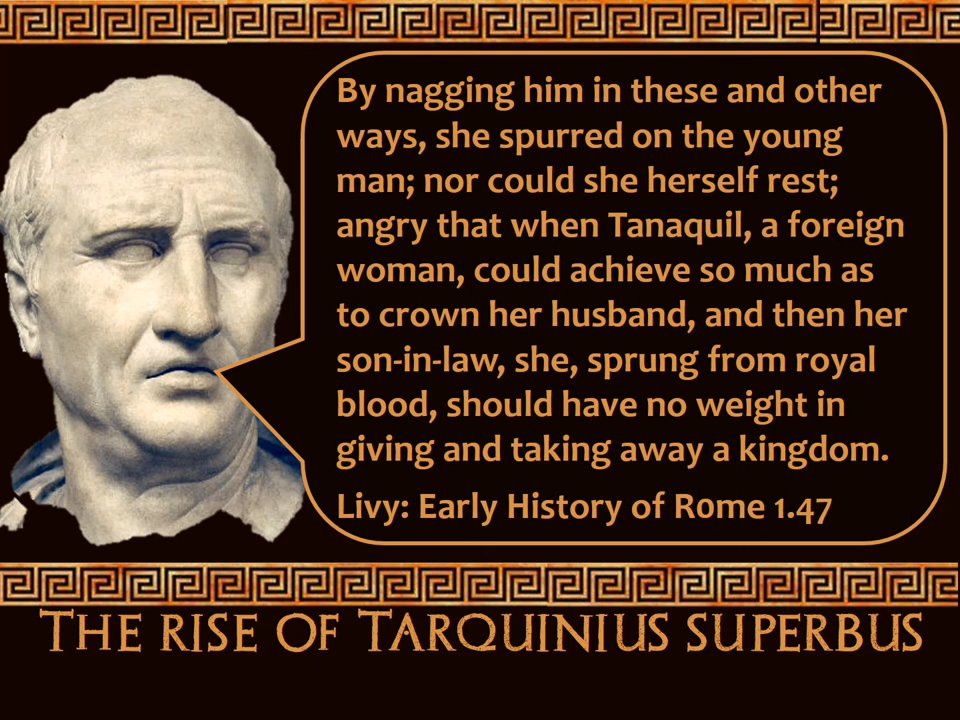 By nagging him in these and other
ways, she spurred on the young
man; nor could she herself rest;
angry that when Tanaquil, a foreign
woman, could achieve so much as
to crown her husband, and then her
son-in-law, she, sprung from royal
blood, should have no weight in
giving and taking away a kingdom.
Livy: Early History of R0me 1.47
The rise of Tarquinius superbus